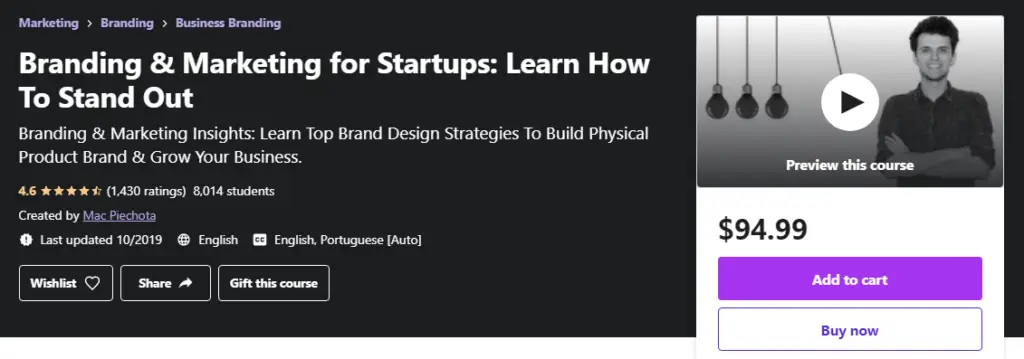 Marketing > Branding > Business Branding
Branding & Marketing for Startups: Learn How
To Stand Out
Branding & Marketing Insights: Learn Top Brand Design Strategies To Build Physical
Product Brand & Grow Your Business.
4.6 (1,430 ratings) 8,014 students
Created by Mac Piechota
Last updated 10/2019 English CC English, Portuguese [Auto]
Wishlist Share Gift this course
Preview this course
$94.99
Add to cart
Buy now